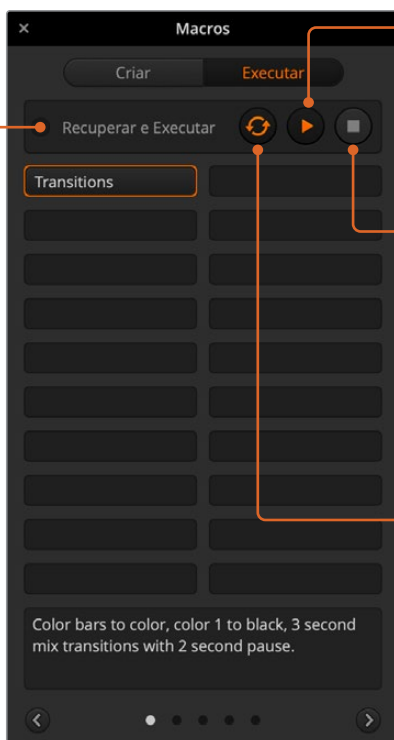 Macros
Criar
Executar
Recuperar e Executar
Transitions
Color bars to color, color 1 to black, 3 second
mix transitions with 2 second pause.